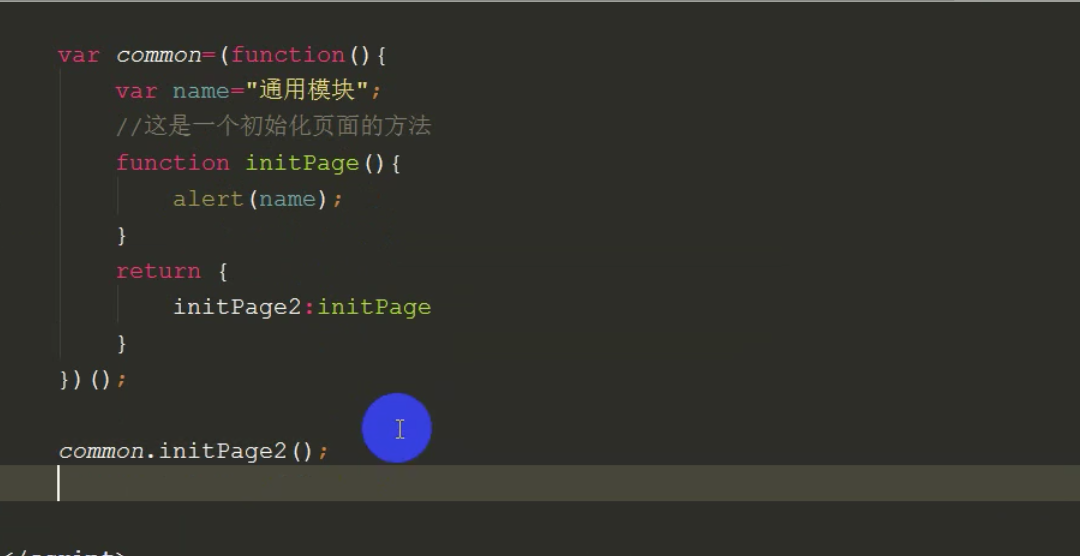 var common=(function(){
var name="通用模块";
//这是一个初始化页面的方法
function initPage(){
alert(name);
}
return {
initPage2:initPage
}
})();
common.initPage2();
</script>